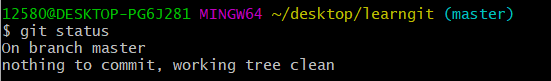 12580@DESKTOP-PG6J281 MINGW64 ~/desktop/learngit (master)
$ git status
On branch master
nothing to commit, working tree clean